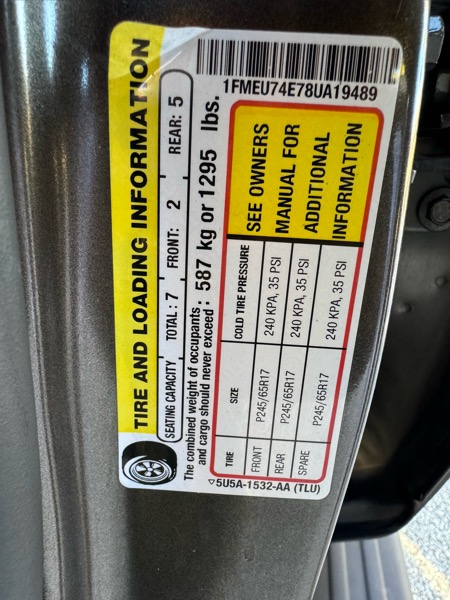 TIRE AND LOADING INFORMATION
SEATING CAPACITY TOTAL: 7 FRONT: 2 REAR: 5
The combined weight of occupants
and cargo should never exceed: 587 kg or 1295 lbs.
TIRE SIZE COLD TIRE PRESSURE
FRONT P245/65R17 240 KPA, 35 PSI
REAR P245/65R17 240 KPA, 35 PSI
SPARE P245/65R17 240 KPA, 35 PSI
SEE OWNERS
MANUAL FOR
ADDITIONAL
INFORMATION
1FMEU74E78UA19489
▽5U5A-1532-AA (TLU)